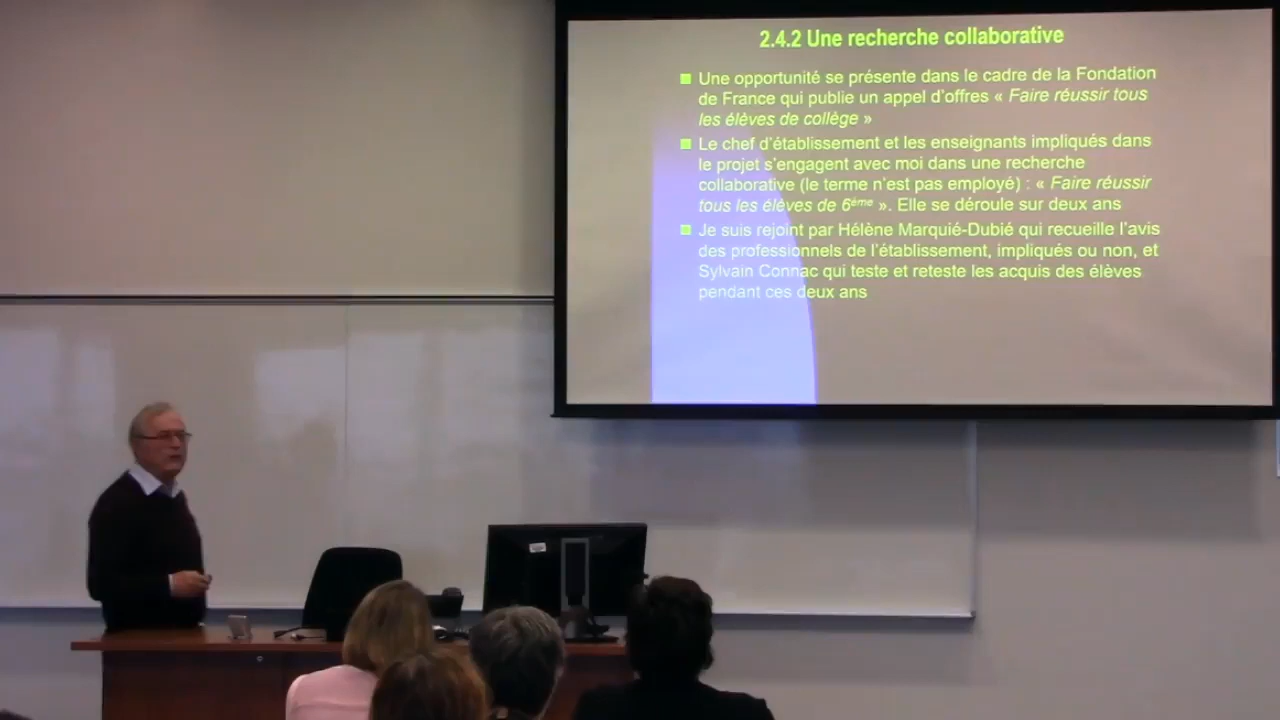 2.4.2 Une recherche collaborative
Une opportunité se présente dans le cadre de la Fondation
de France qui publie un appel d'offres « Faire réussir tous
les élèves de collège »
Le chef d'établissement et les enseignants impliqués dans
le projet s'engagent avec moi dans une recherche
collaborative (le terme n'est pas employé) : « Faire réussir
tous les élèves de 6ème ». Elle se déroule sur deux ans
Je suis rejoint par Hélène Marquié-Dubié qui recueille l'avis
des professionnels de l'établissement, impliqués ou non, et
Sylvain Connac qui teste et reteste les acquis des élèves
pendant ces deux ans